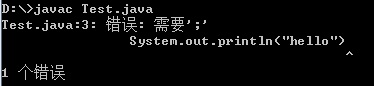 D:\>javac Test.java
Test.java:3: 错误: 需要';'
System.out.println("hello")
^
1 个错误